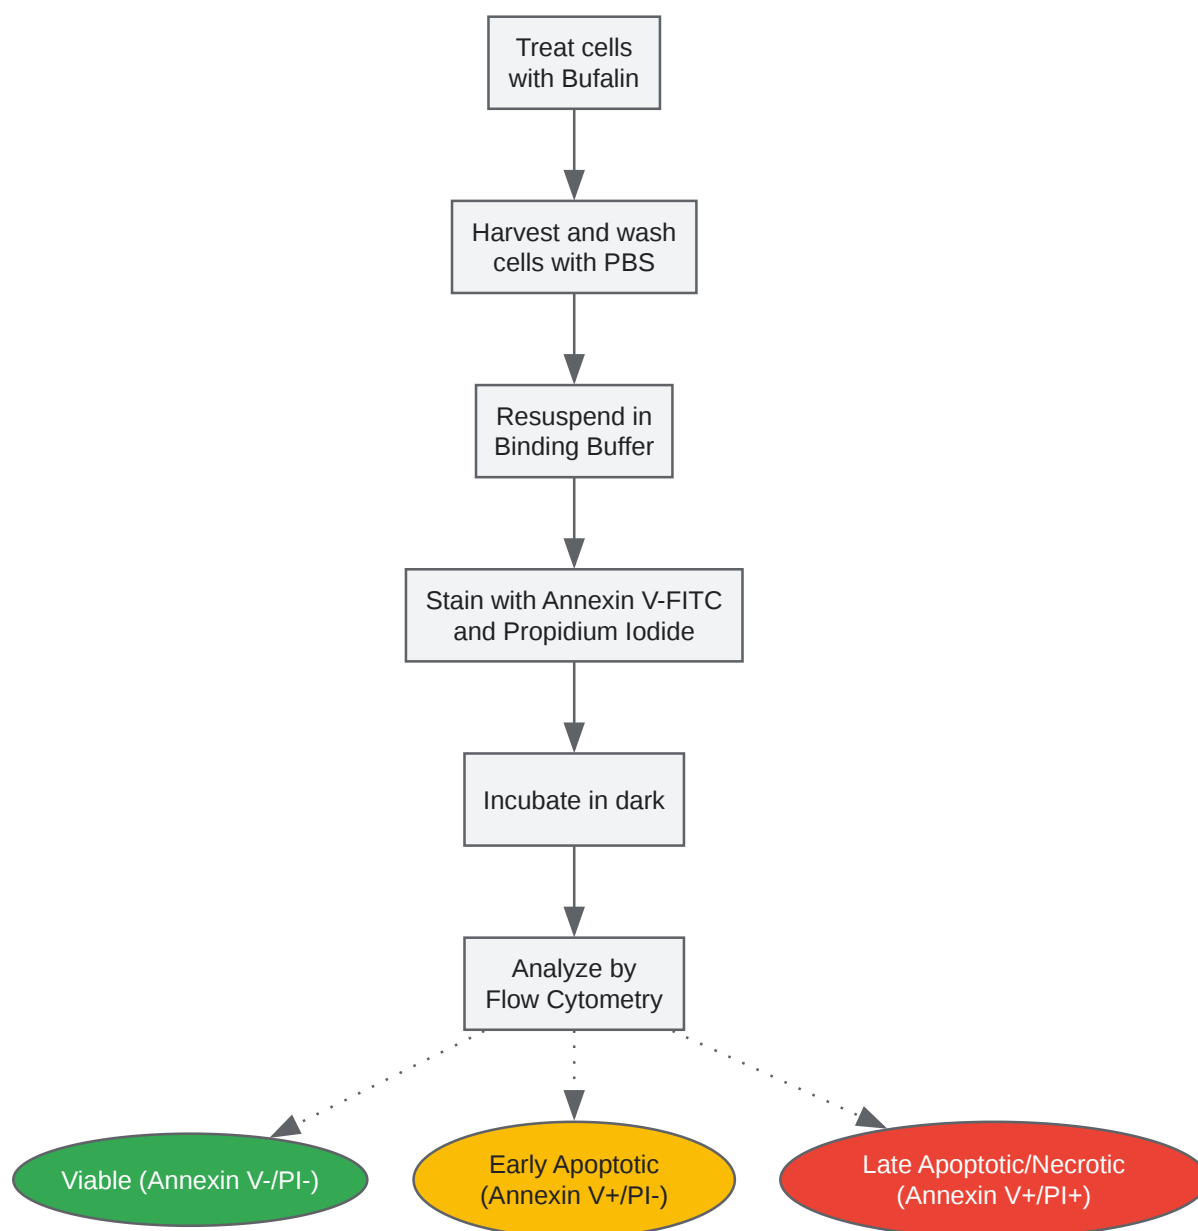 Treat cells
with Bufalin
Harvest and wash
cells with PBS
Resuspend in
Binding Buffer
Stain with Annexin V-FITC
and Propidium Iodide
Incubate in dark
Analyze by
Flow Cytometry
Viable (Annexin V-/PI-)
Early Apoptotic
(Annexin V+/PI-)
Late Apoptotic/Necrotic
(Annexin V+/PI+)